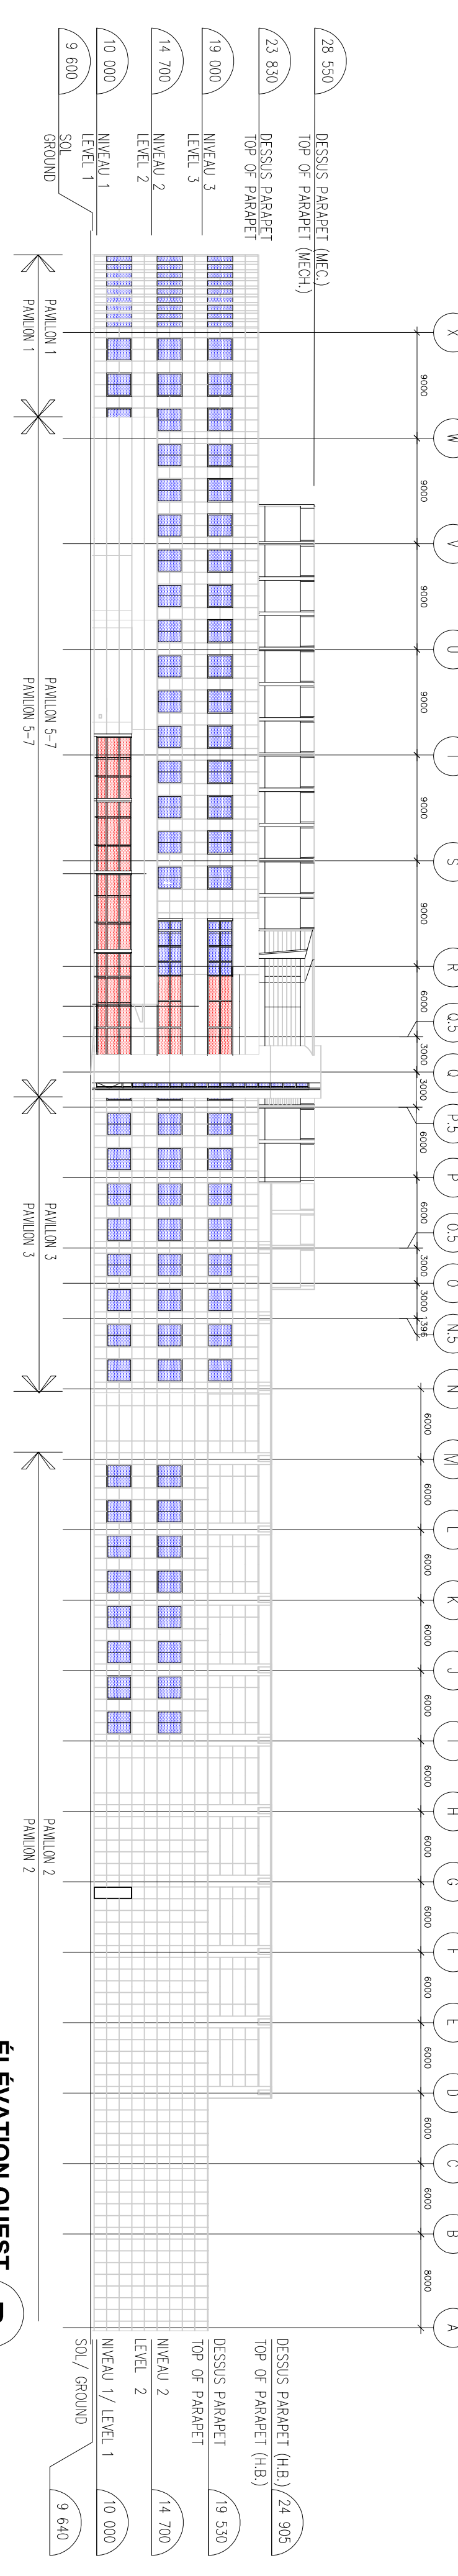 28 550
DESSUS PARAPET (MEC.)
TOP OF PARAPET (MECH.)
23 830
DESSUS PARAPET
TOP OF PARAPET
19 000
NIVEAU 3
LEVEL 3
14 700
NIVEAU 2
LEVEL 2
10 000
NIVEAU 1
LEVEL 1
9 600
SOL
GROUND
X
W
V
U
T
S
R
Q.5
Q
P.5
P
O.5
O
N.5
N
M
L
K
J
I
H
G
F
E
D
C
B
A
9000
9000
9000
9000
9000
9000
6000
3000
3000
6000
6000
3000
3000
1396
6000
6000
6000
6000
6000
6000
6000
6000
6000
6000
6000
6000
8000
PAVILLON 1
PAVILION 1
PAVILLON 5-7
PAVILION 5-7
PAVILLON 3
PAVILION 3
PAVILLON 2
PAVILION 2
DESSUS PARAPET (H.B.)
TOP OF PARAPET (H.B.)
24 905
DESSUS PARAPET
TOP OF PARAPET
19 530
NIVEAU 2
LEVEL 2
14 700
NIVEAU 1/ LEVEL 1
10 000
SOL/ GROUND
9 640
ÉLÉVATION OUEST